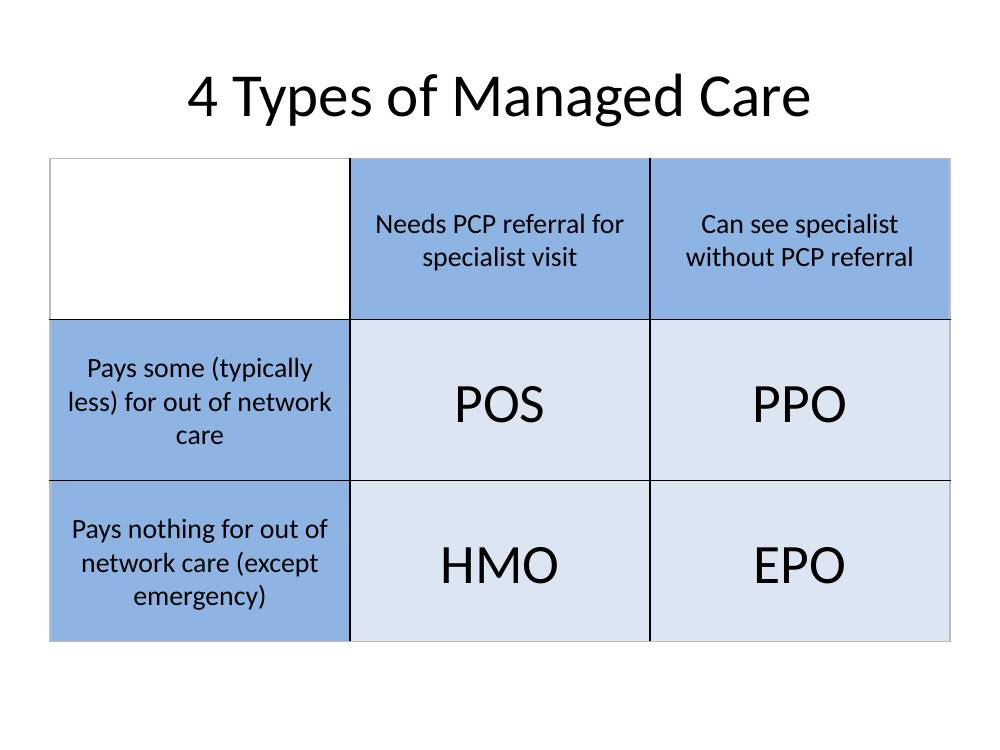 4 Types of Managed Care
Needs PCP referral for
specialist visit
Can see specialist
without PCP referral
Pays some (typically
less) for out of network
care
POS
PPO
Pays nothing for out of
network care (except
emergency)
HMO
EPO